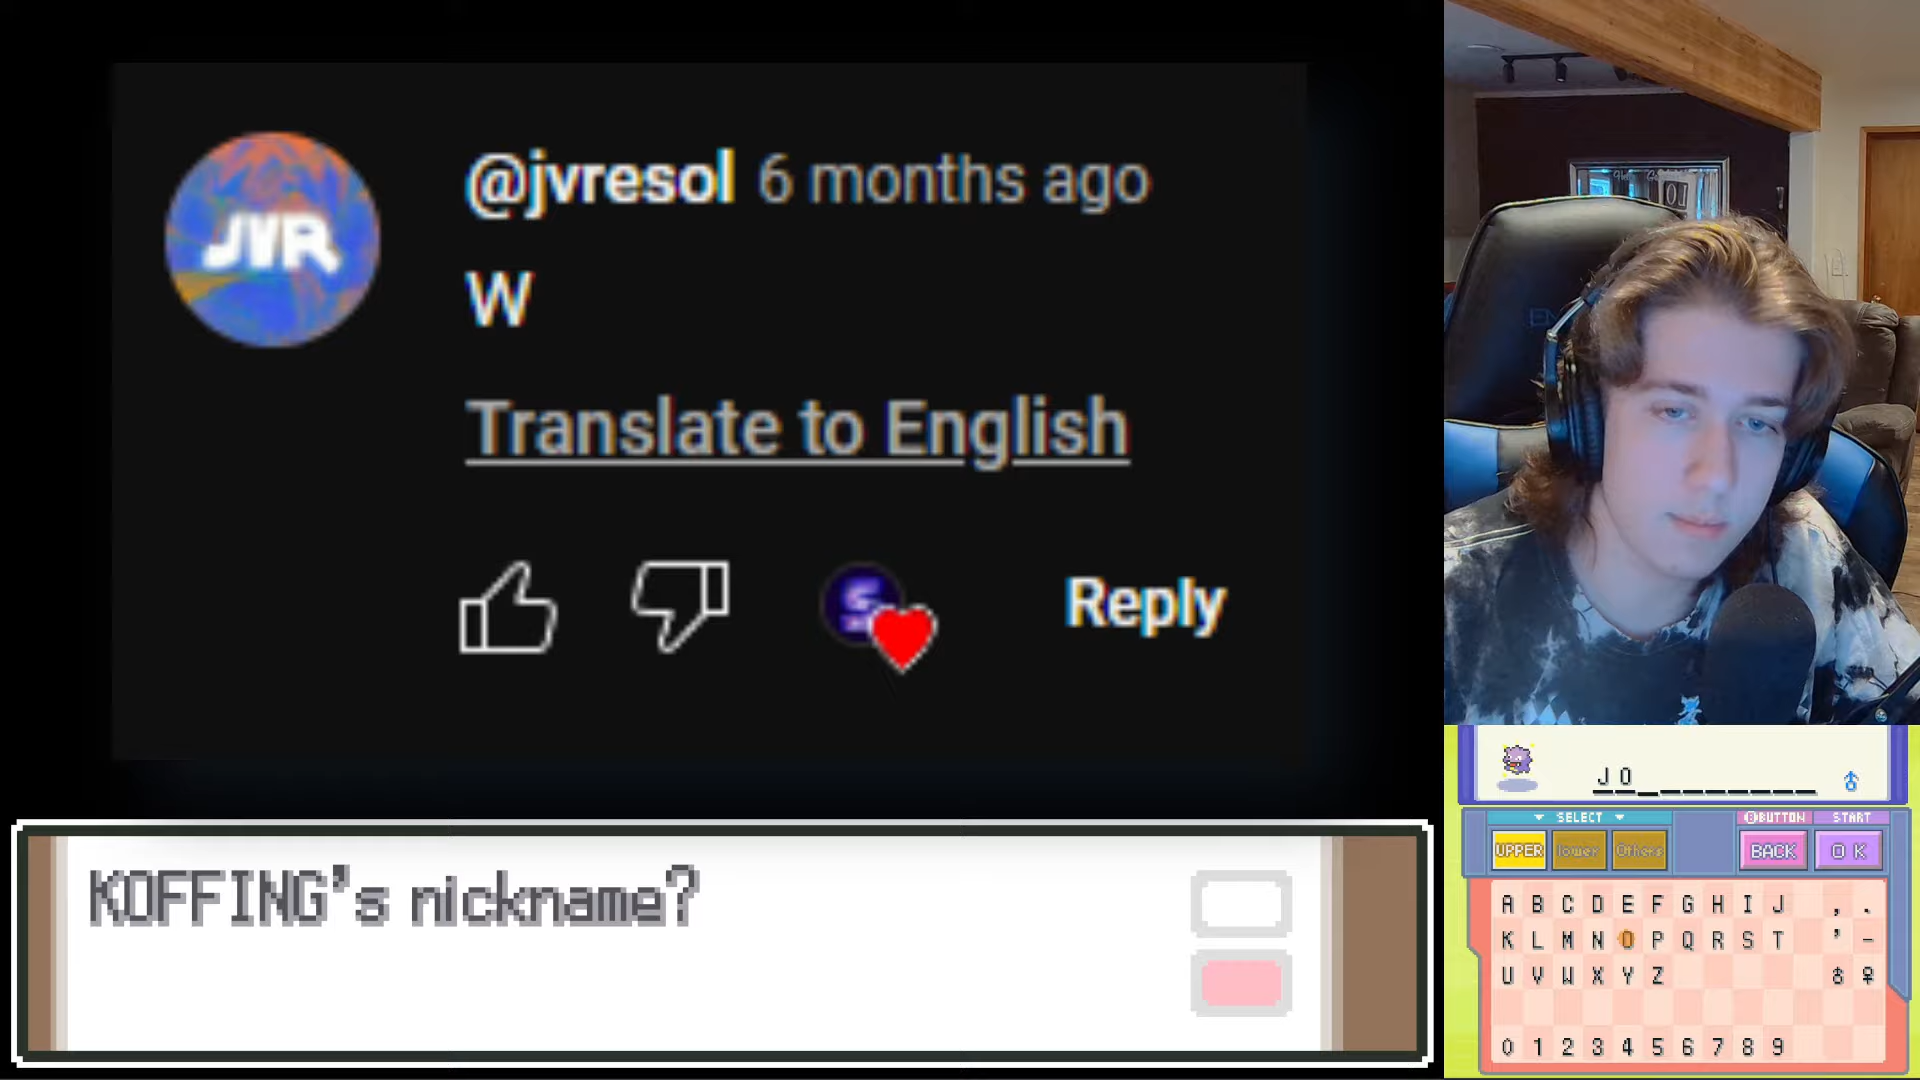 @jvresol 6 months ago
JVR
W
Translate to English
Reply
KOFFING's nickname?
JO
SELECT
BUTTON
START
UPPER
lower
Others
BACK
OK
A B C D E F G H I J , .
K L M N O P Q R S T ' -
U V W X Y Z ♂ ♀
0 1 2 3 4 5 6 7 8 9